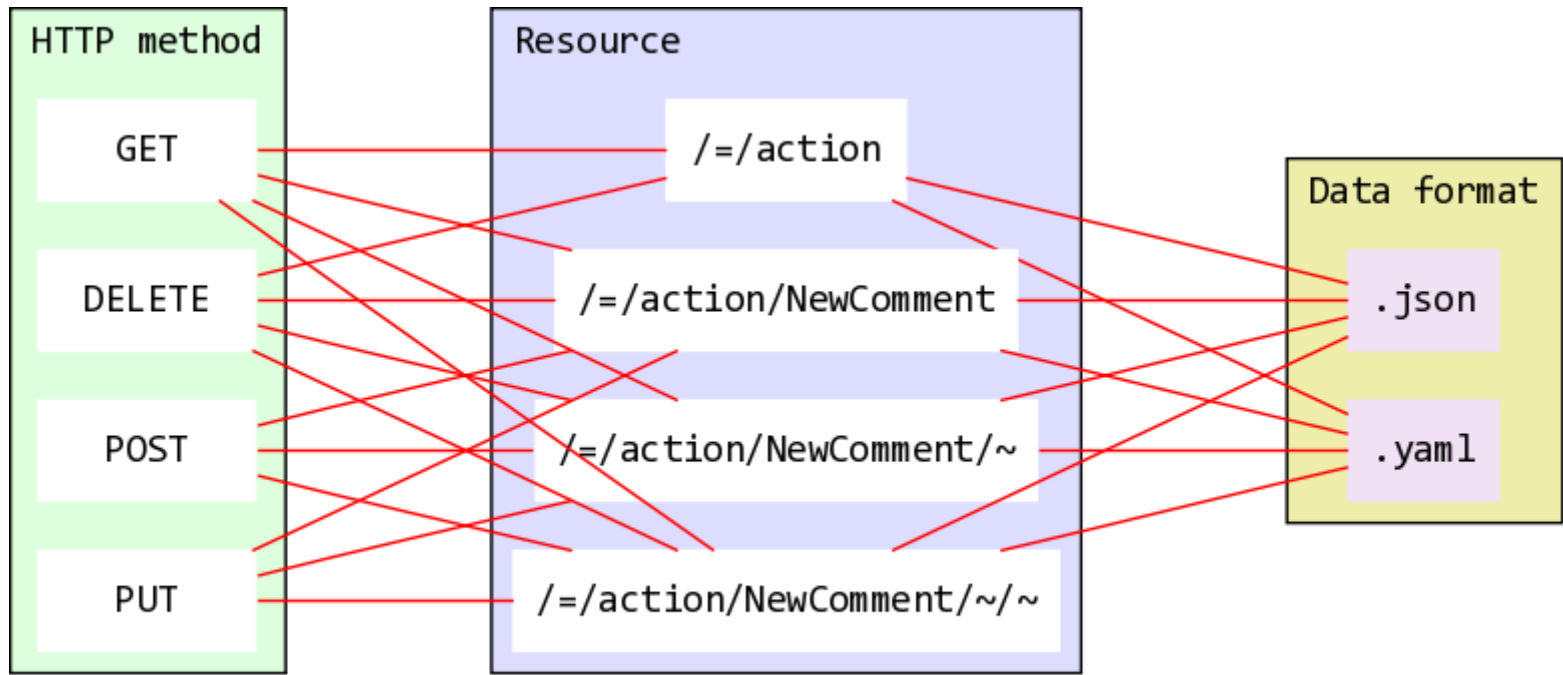 HTTP method
GET
DELETE
POST
PUT
Resource
/=/action
/=/action/NewComment
/=/action/NewComment/~
/=/action/NewComment/~/~
Data format
.json
.yaml